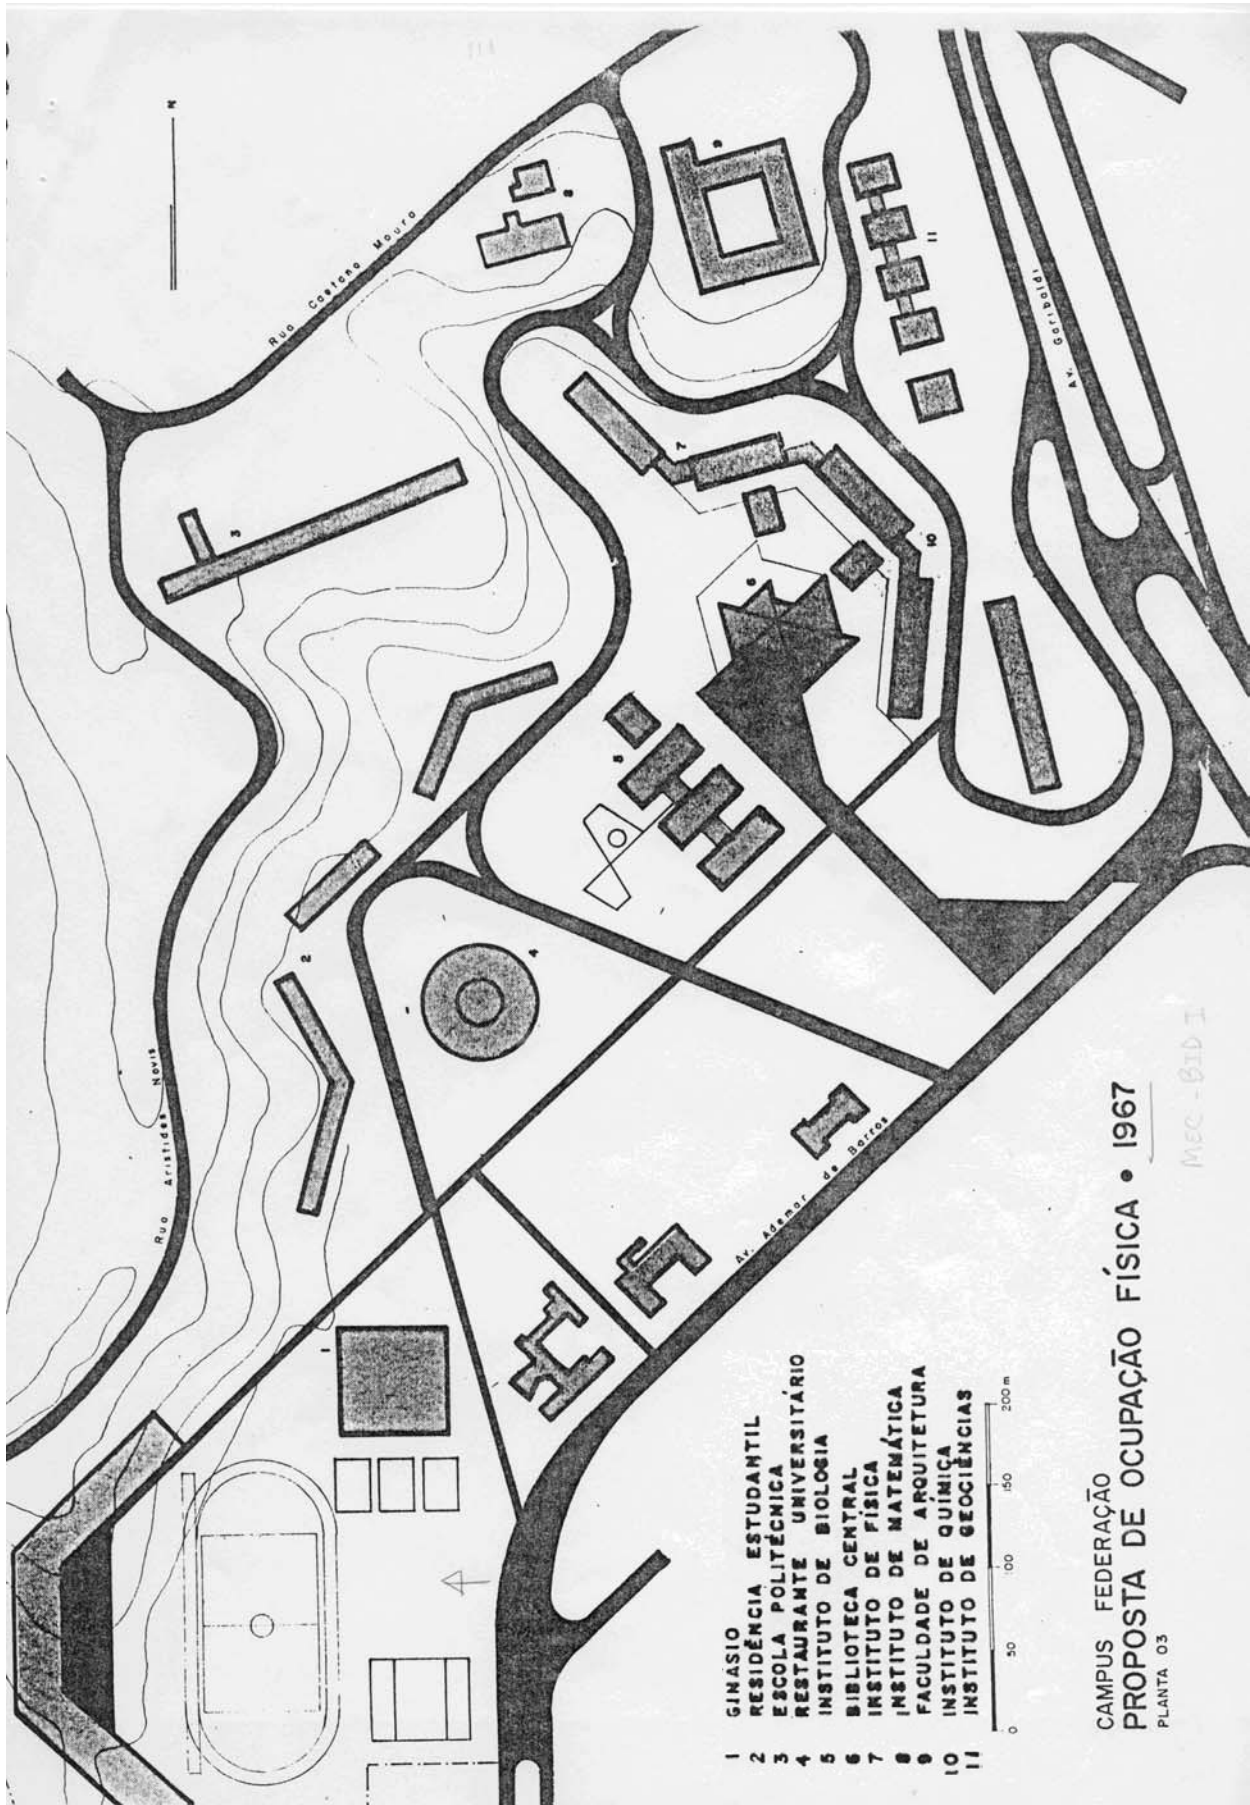 III
N
Rua Caetano Moura
Rua Aristides Novis
Av. Garibaldi
Av. Ademar de Barros
1
2
3
4
5
6
7
8
9
10
11
1 GINÁSIO
2 RESIDÊNCIA ESTUDANTIL
3 ESCOLA POLITÉCNICA
4 RESTAURANTE UNIVERSITÁRIO
5 INSTITUTO DE BIOLOGIA
6 BIBLIOTECA CENTRAL
7 INSTITUTO DE FÍSICA
8 INSTITUTO DE MATEMÁTICA
9 FACULDADE DE ARQUITETURA
10 INSTITUTO DE QUÍMICA
11 INSTITUTO DE GEOCIÊNCIAS
0 50 100 150 200 m
CAMPUS FEDERAÇÃO
PROPOSTA DE OCUPAÇÃO FÍSICA • 1967
PLANTA 03
MEC - BID I